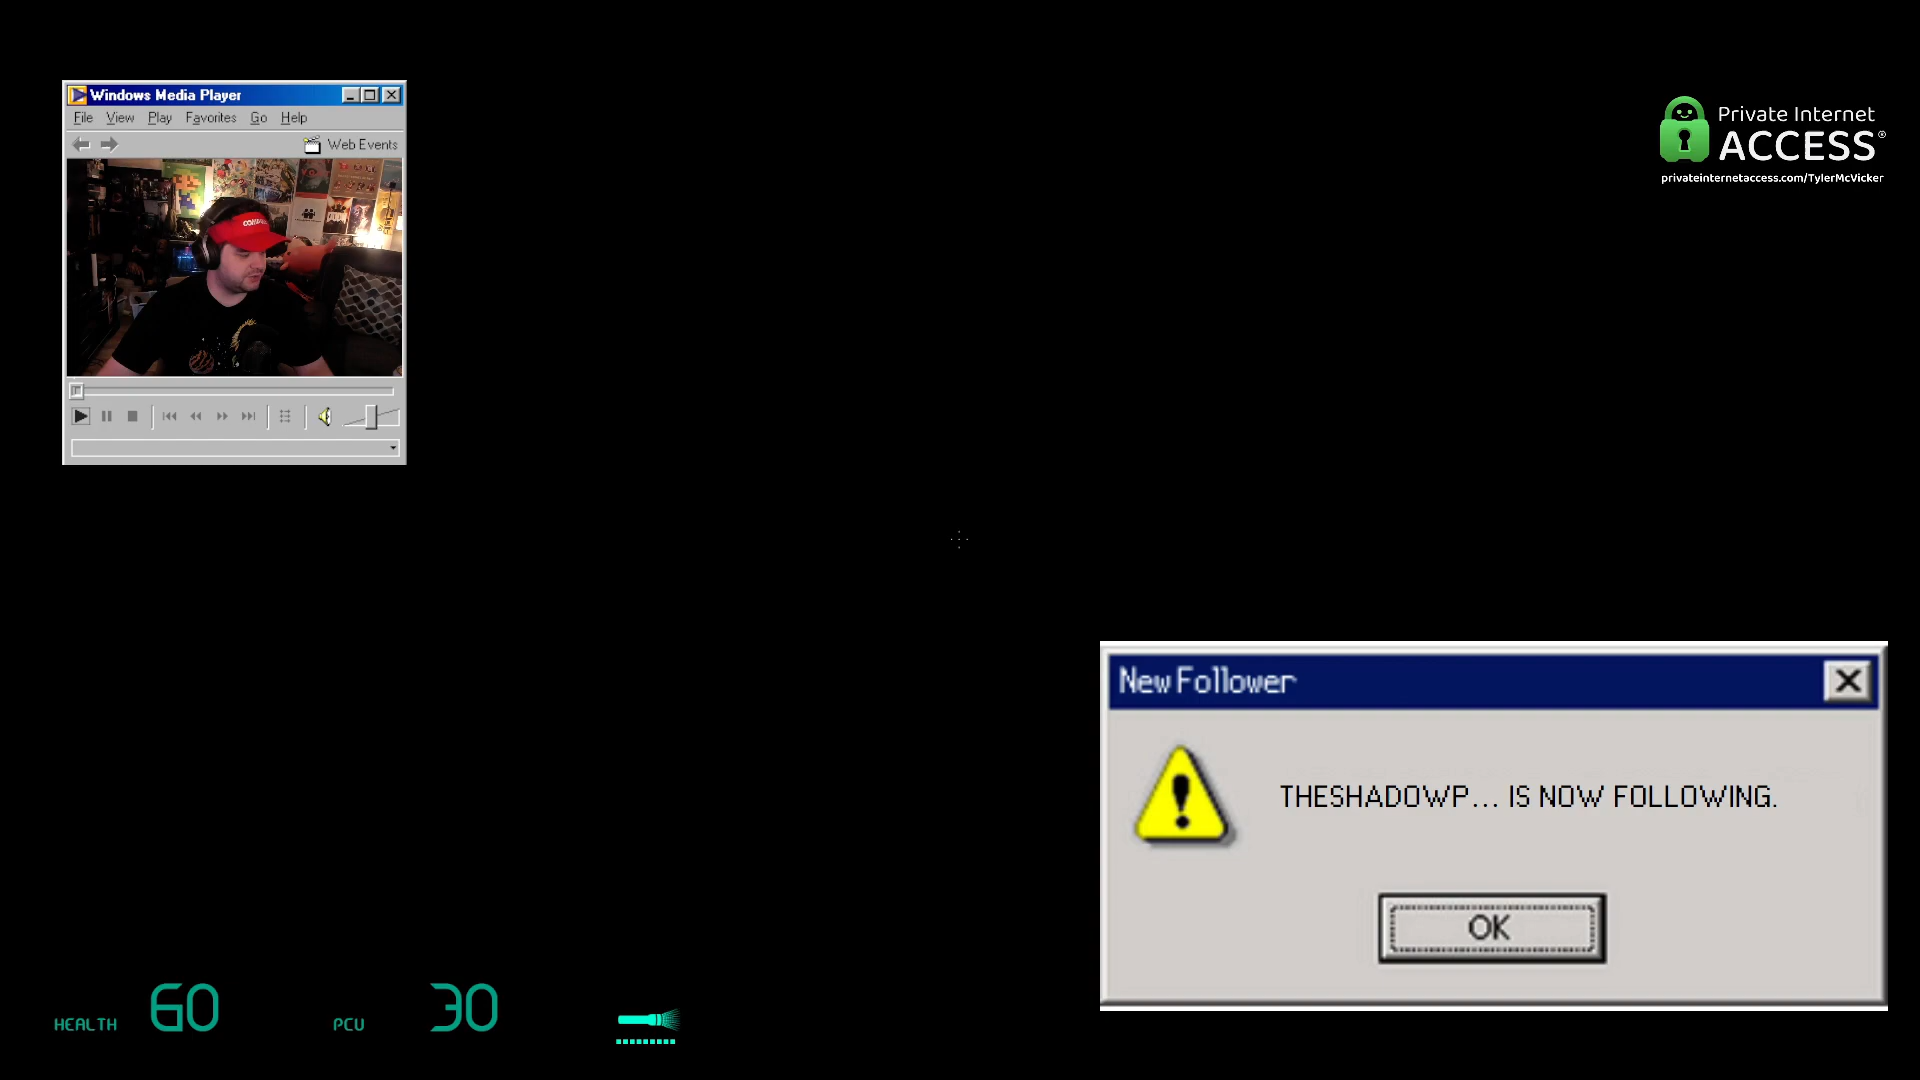 Windows Media Player
File View Play Favorites Go Help
Web Events
Private Internet
ACCESS®
privateinternetaccess.com/TylerMcVicker
New Follower
THESHADOWP... IS NOW FOLLOWING.
OK
HEALTH 60
PCU 30